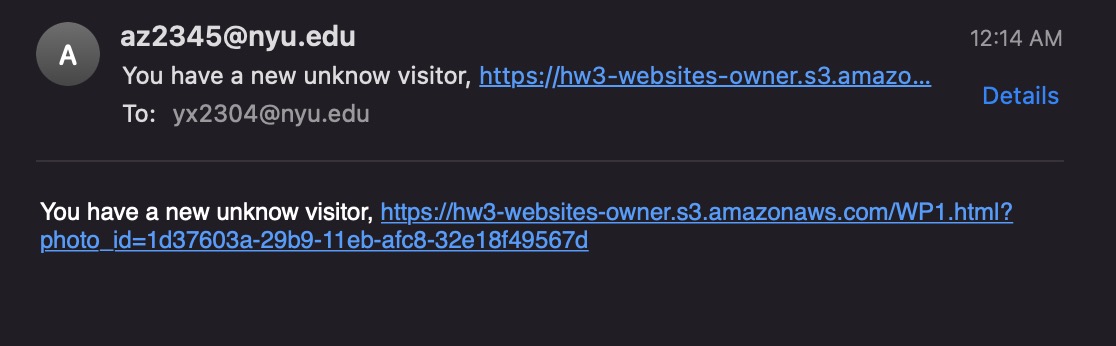 A
az2345@nyu.edu
12:14 AM
You have a new unknow visitor, https://hw3-websites-owner.s3.amazo...
Details
To: yx2304@nyu.edu
You have a new unknow visitor, https://hw3-websites-owner.s3.amazonaws.com/WP1.html?
photo_id=1d37603a-29b9-11eb-afc8-32e18f49567d